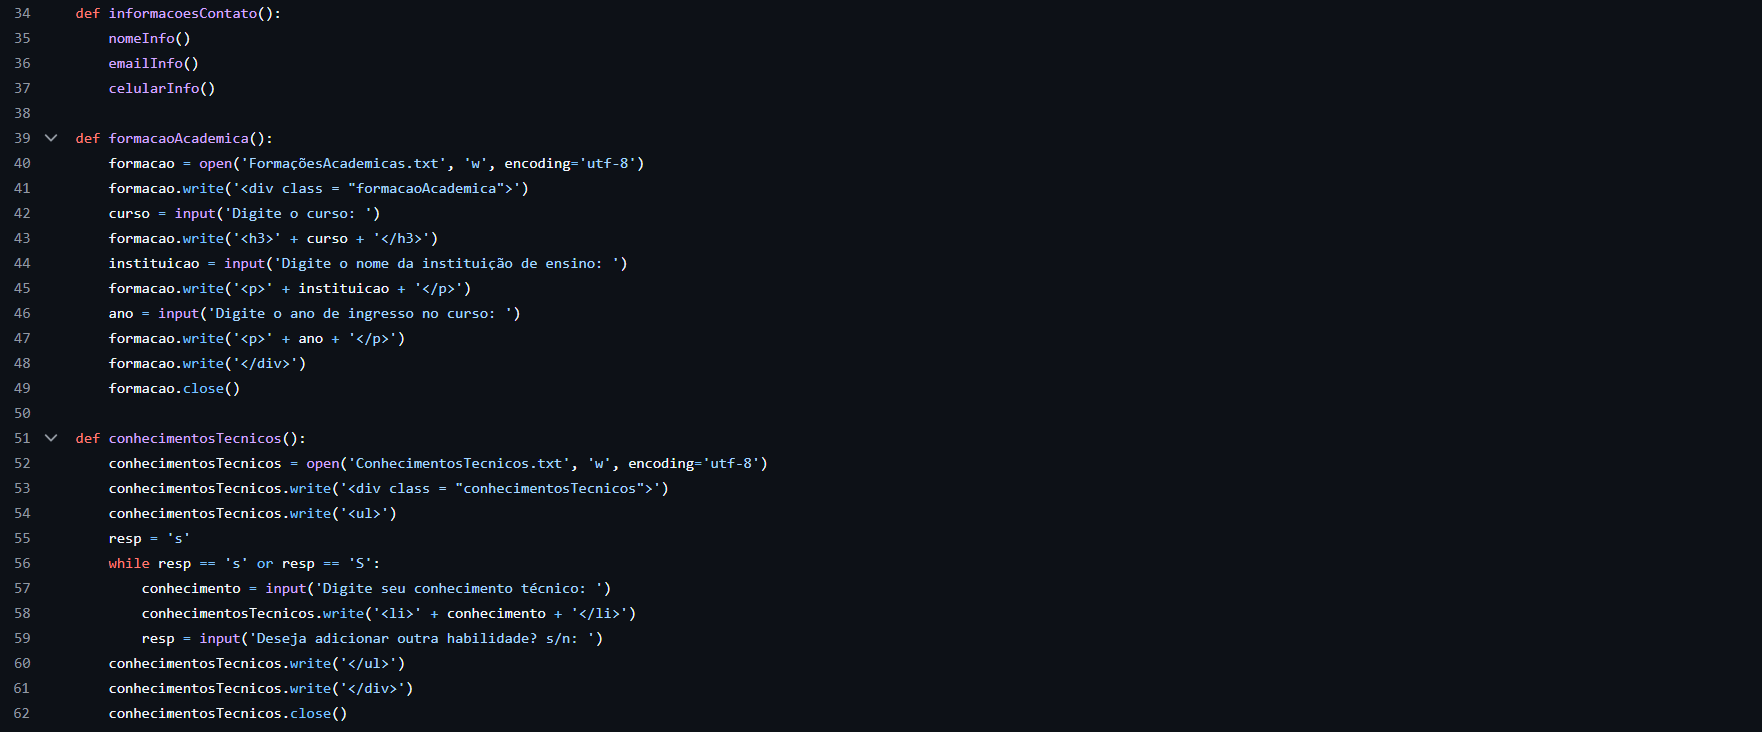 34 def informacoesContato():
35 nomeInfo()
36 emailInfo()
37 celularInfo()
38
39 def formacaoAcademica():
40 formacao = open('FormaçõesAcademicas.txt', 'w', encoding='utf-8')
41 formacao.write('<div class = "formacaoAcademica">')
42 curso = input('Digite o curso: ')
43 formacao.write('<h3>' + curso + '</h3>')
44 instituicao = input('Digite o nome da instituição de ensino: ')
45 formacao.write('<p>' + instituicao + '</p>')
46 ano = input('Digite o ano de ingresso no curso: ')
47 formacao.write('<p>' + ano + '</p>')
48 formacao.write('</div>')
49 formacao.close()
50
51 def conhecimentosTecnicos():
52 conhecimentosTecnicos = open('ConhecimentosTecnicos.txt', 'w', encoding='utf-8')
53 conhecimentosTecnicos.write('<div class = "conhecimentosTecnicos">')
54 conhecimentosTecnicos.write('<ul>')
55 resp = 's'
56 while resp == 's' or resp == 'S':
57 conhecimento = input('Digite seu conhecimento técnico: ')
58 conhecimentosTecnicos.write('<li>' + conhecimento + '</li>')
59 resp = input('Deseja adicionar outra habilidade? s/n: ')
60 conhecimentosTecnicos.write('</ul>')
61 conhecimentosTecnicos.write('</div>')
62 conhecimentosTecnicos.close()